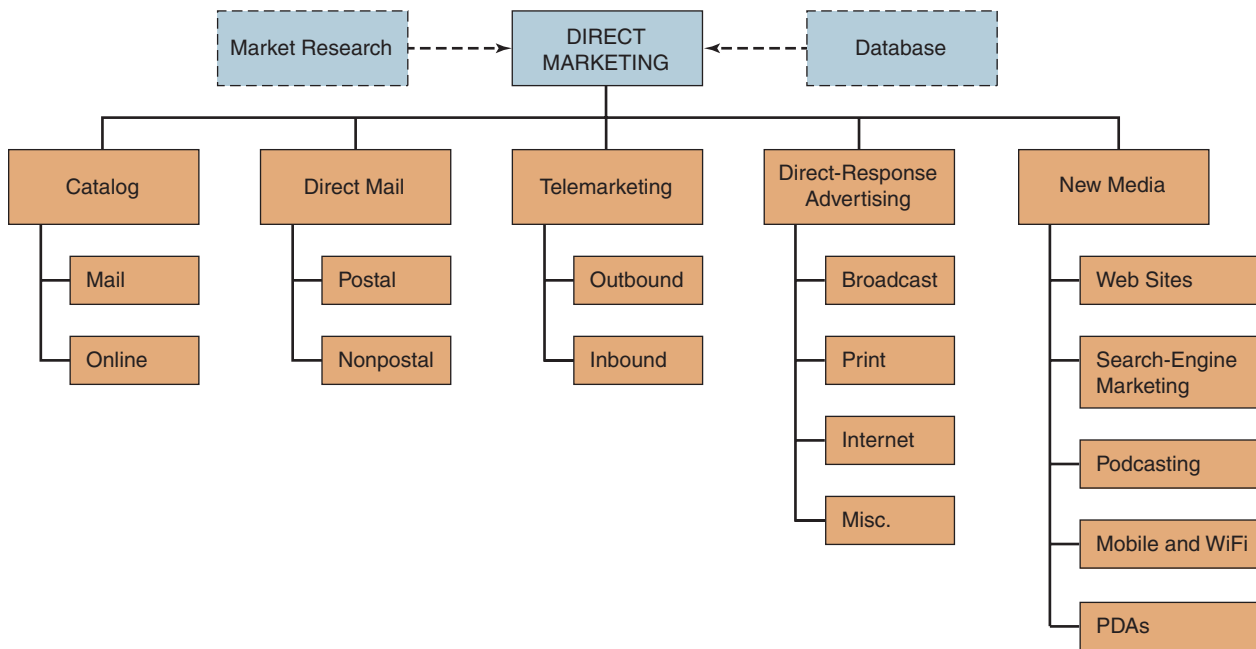 Market Research
DIRECT
MARKETING
Database
Catalog
Direct Mail
Telemarketing
Direct-Response
Advertising
New Media
Mail
Online
Postal
Nonpostal
Outbound
Inbound
Broadcast
Print
Internet
Misc.
Web Sites
Search-Engine
Marketing
Podcasting
Mobile and WiFi
PDAs